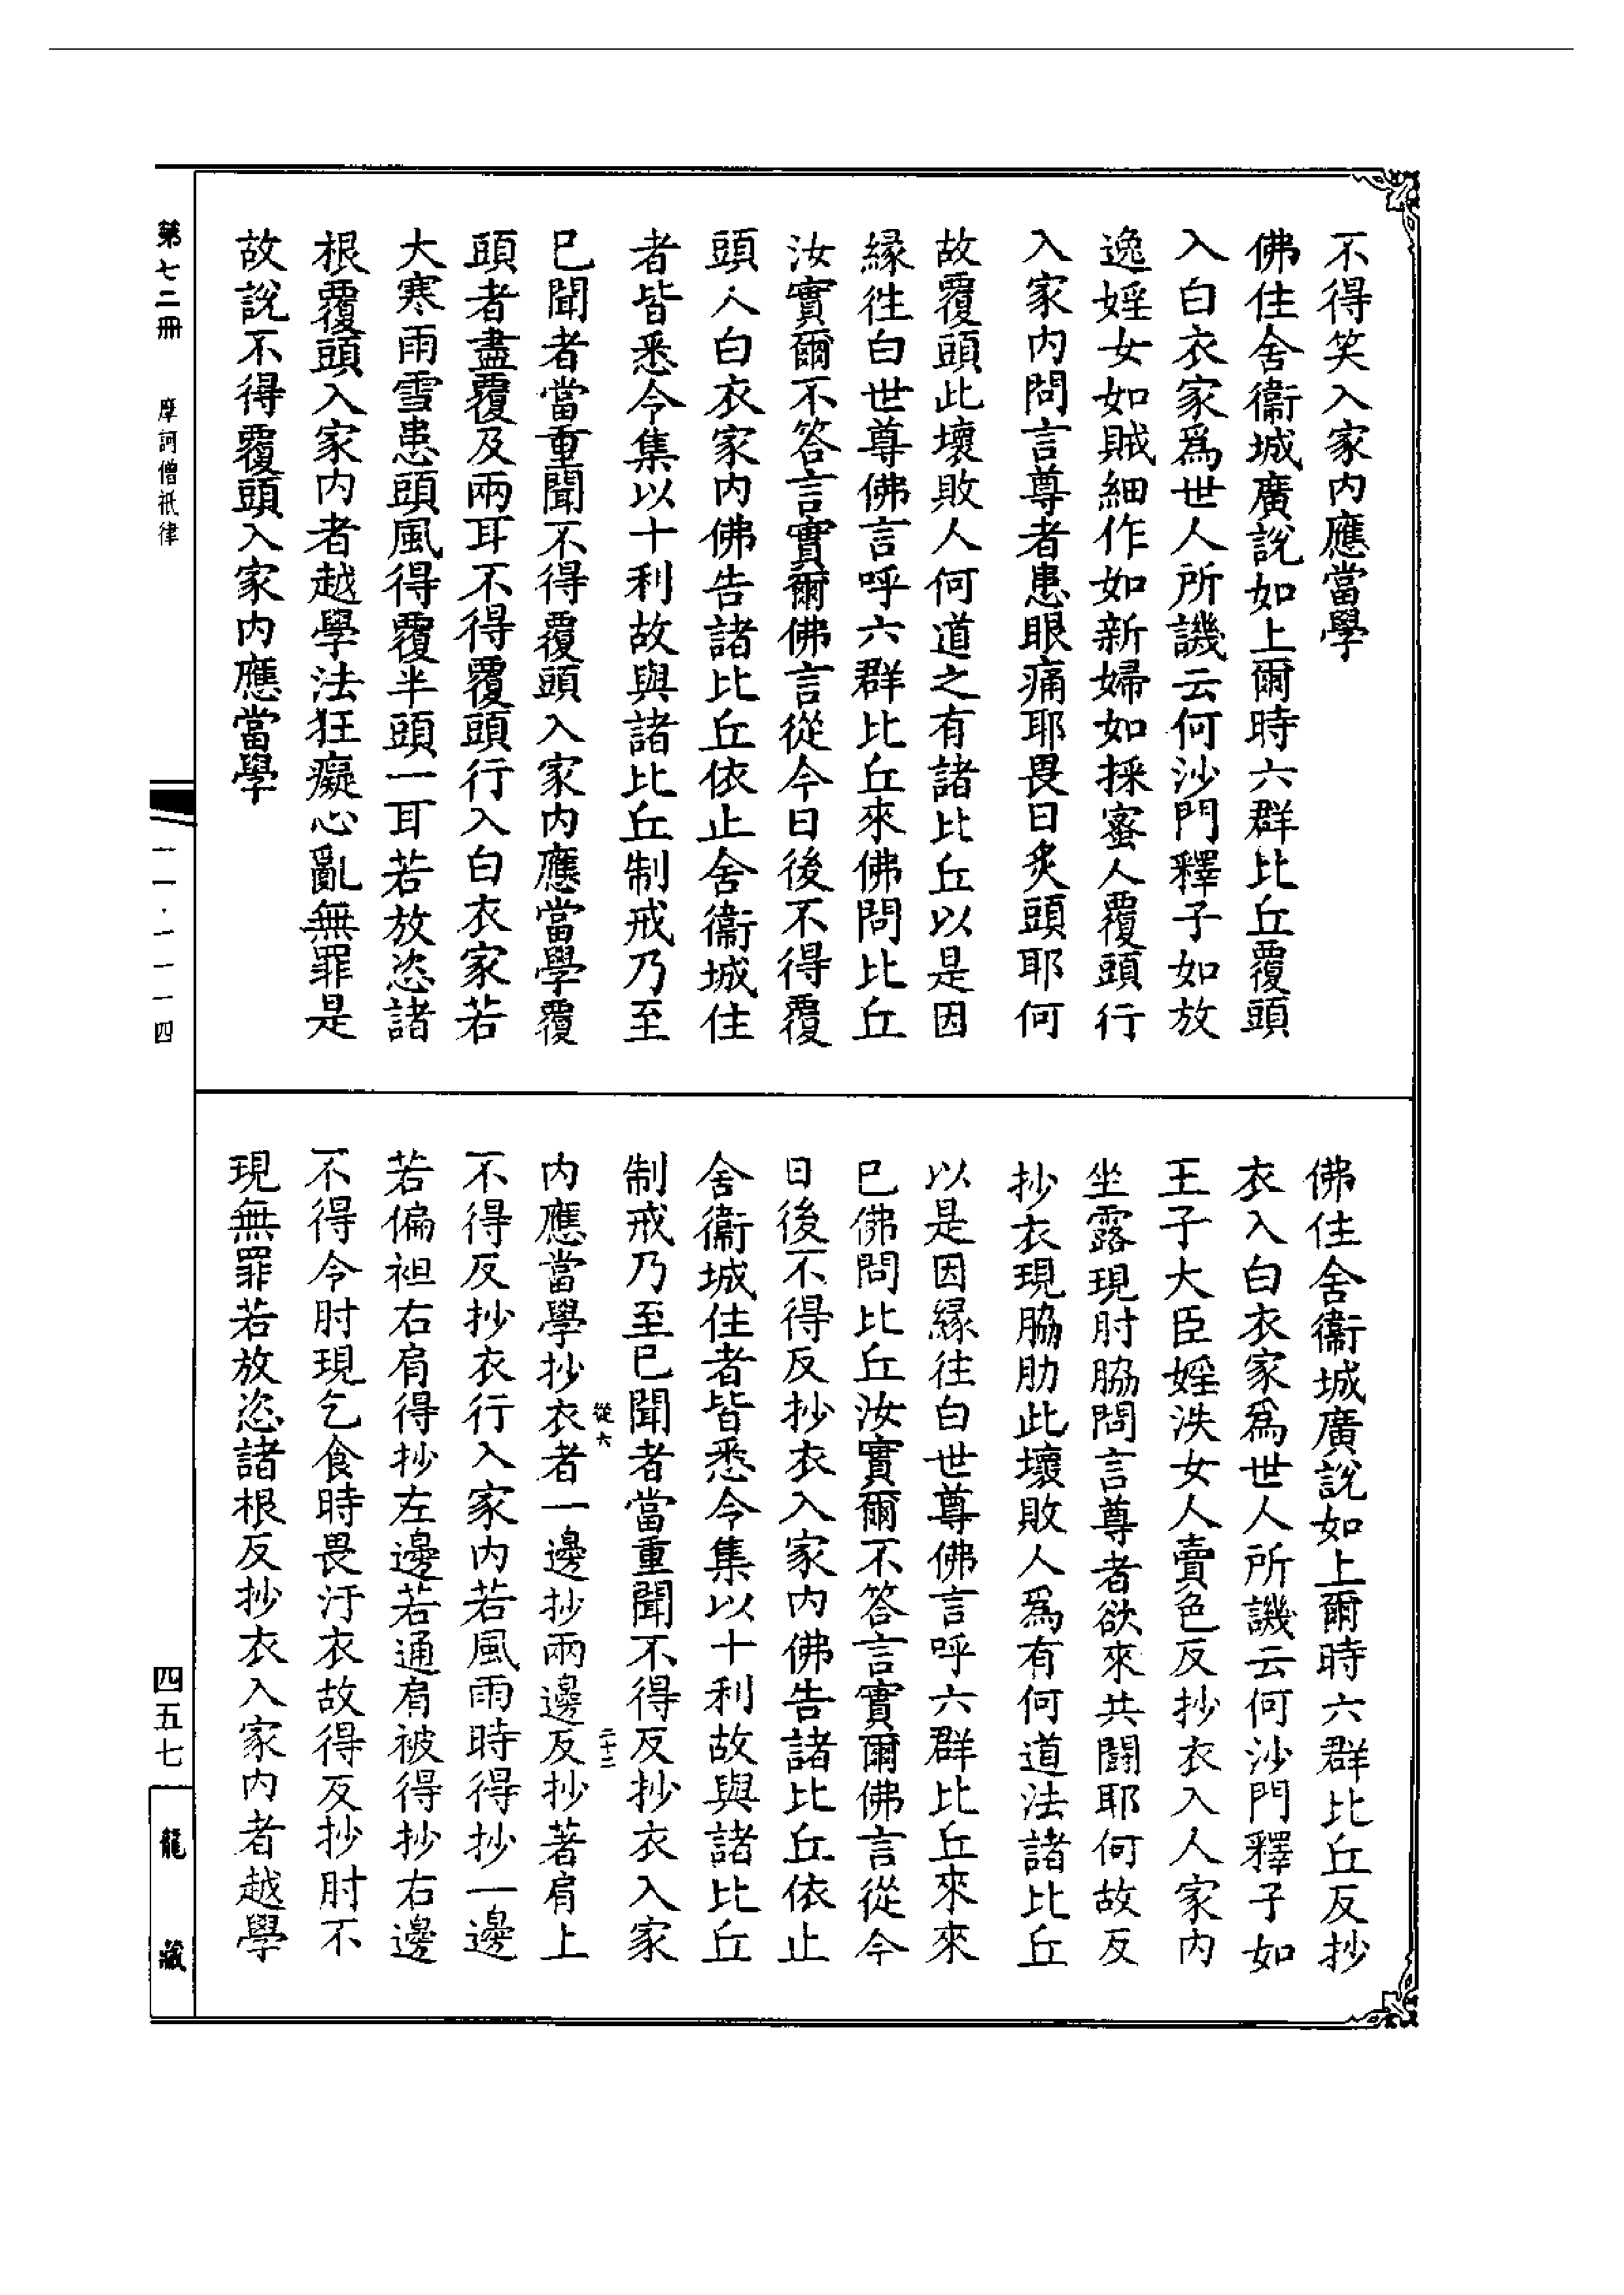 不得笑入家內應當學
佛住舍衞城廣說如上爾時六群比丘覆頭
入白衣家爲世人所譏云何沙門釋子如放
逸婬女如賊細作如新婦如採蜜人覆頭行
入家內問言尊者患眼痛耶畏日炙頭耶何
故覆頭此壞敗人何道之有諸比丘以是因
緣徃白世尊佛言呼六群比丘來佛問比丘
汝實爾不答言實爾佛言從今日後不得覆
頭入白衣家內佛告諸比丘依止舍衞城住
者皆悉令集以十利故與諸比丘制戒乃至
已聞者當重聞不得覆頭入家內應當學覆
頭者盡覆及兩耳不得覆頭行入白衣家若
大寒雨雪患頭風得覆半頭一耳若放恣諸
根覆頭入家內者越學法狂癡心亂無罪是
故說不得覆頭入家內應當學
佛住舍衞城廣說如上爾時六群比丘反抄
衣入白衣家爲世人所譏云何沙門釋子如
王子大臣婬泆女人賣色反抄衣入人家內
坐露現肘脇問言尊者欲來共鬪耶何故反
抄衣現脇肋此壞敗人爲有何道法諸比丘
以是因緣往白世尊佛言呼六群比丘來來
已佛問比丘汝實爾不答言實爾佛言從今
日後不得反抄衣入家內佛告諸比丘依止
舍衞城住者皆悉令集以十利故與諸比丘
制戒乃至已聞者當重聞不得反抄衣入家
從六
二十二
內應當學抄衣者一邊抄兩邊反抄著肩上
不得反抄衣行入家內若風雨時得抄一邊
若偏袒右肩得抄左邊若通肩被得抄右邊
不得令肘現乞食時畏汙衣故得反抄肘不
現無罪若放恣諸根反抄衣入家內者越學
第七二冊 摩訶僧祇律
一一·一一一四
四五七
龍藏